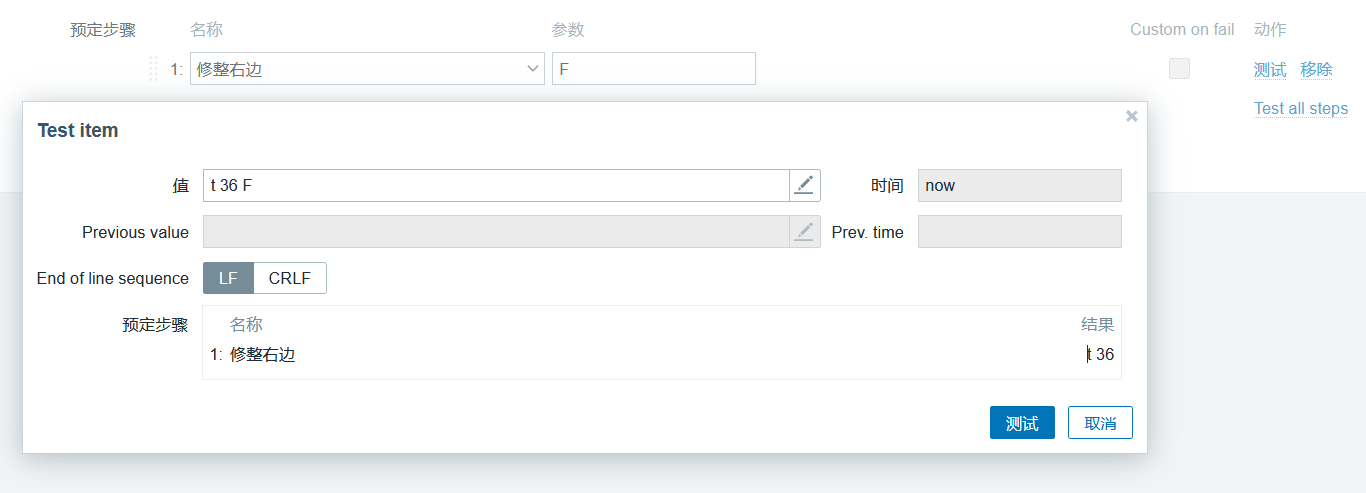 预定步骤 名称 参数 Custom on fail 动作
1: 修整右边 F 测试 移除
Test all steps
Test item
值 t 36 F 时间 now
Previous value Prev. time
End of line sequence LF CRLF
预定步骤 名称 结果
1: 修整右边 t 36
测试 取消